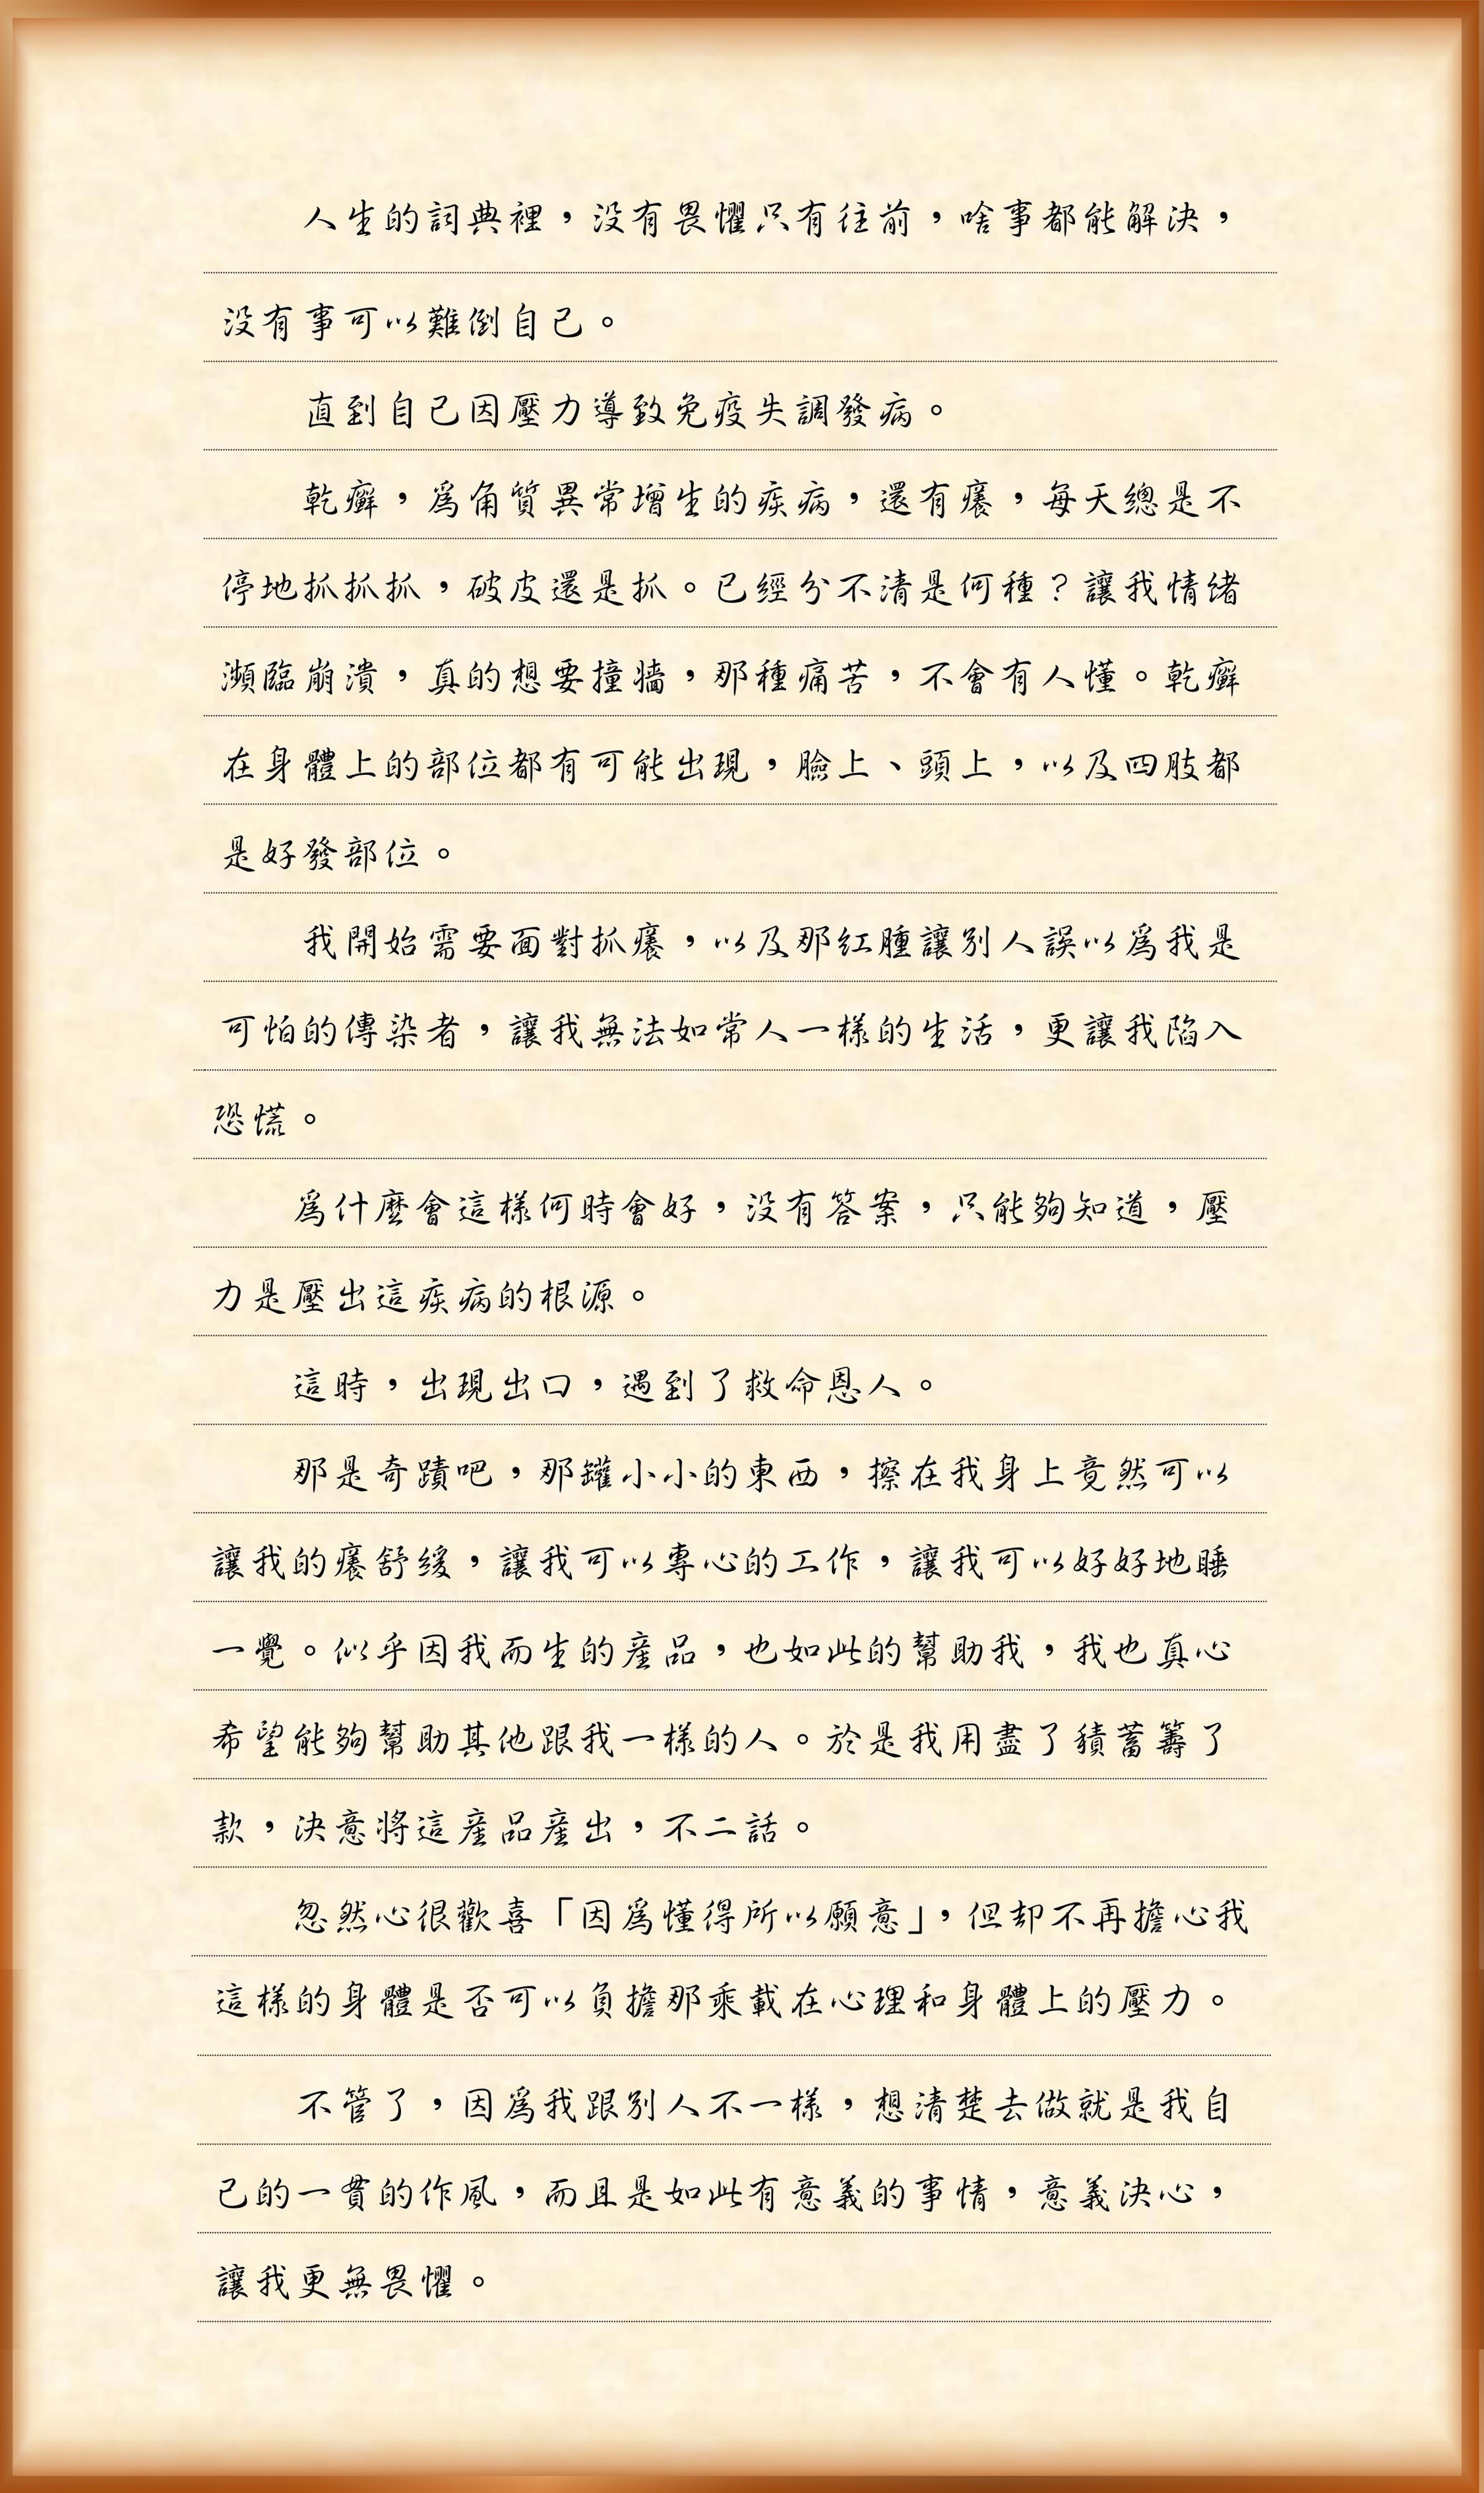 人生的詞典裡，没有畏懼只有往前，啥事都能解決，
没有事可以難倒自己。
直到自己因壓力導致免疫失調發病。
乾癬，爲角質異常增生的疾病，還有癢，每天總是不
停地抓抓抓，破皮還是抓。已經分不清是何種？讓我情绪
瀕臨崩潰，真的想要撞牆，那種痛苦，不會有人懂。乾癬
在身體上的部位都有可能出現，臉上、頭上，以及四肢都
是好發部位。
我開始需要面對抓癢，以及那红腫讓别人誤以爲我是
可怕的傳染者，讓我無法如常人一樣的生活，更讓我陷入
恐慌。
爲什麼會這樣何時會好，没有答案，只能夠知道，壓
力是壓出這疾病的根源。
這時，出現出口，遇到了救命恩人。
那是奇蹟吧，那罐小小的東西，擦在我身上竟然可以
讓我的癢舒緩，讓我可以專心的工作，讓我可以好好地睡
一覺。似乎因我而生的産品，也如此的幫助我，我也真心
希望能夠幫助其他跟我一樣的人。於是我用盡了積蓄籌了
款，決意將這産品産出，不二話。
忽然心很歡喜「因爲懂得所以願意」，但却不再擔心我
這樣的身體是否可以負擔那乘載在心理和身體上的壓力。
不管了，因爲我跟别人不一樣，想清楚去做就是我自
己的一貫的作風，而且是如此有意義的事情，意義決心，
讓我更無畏懼。